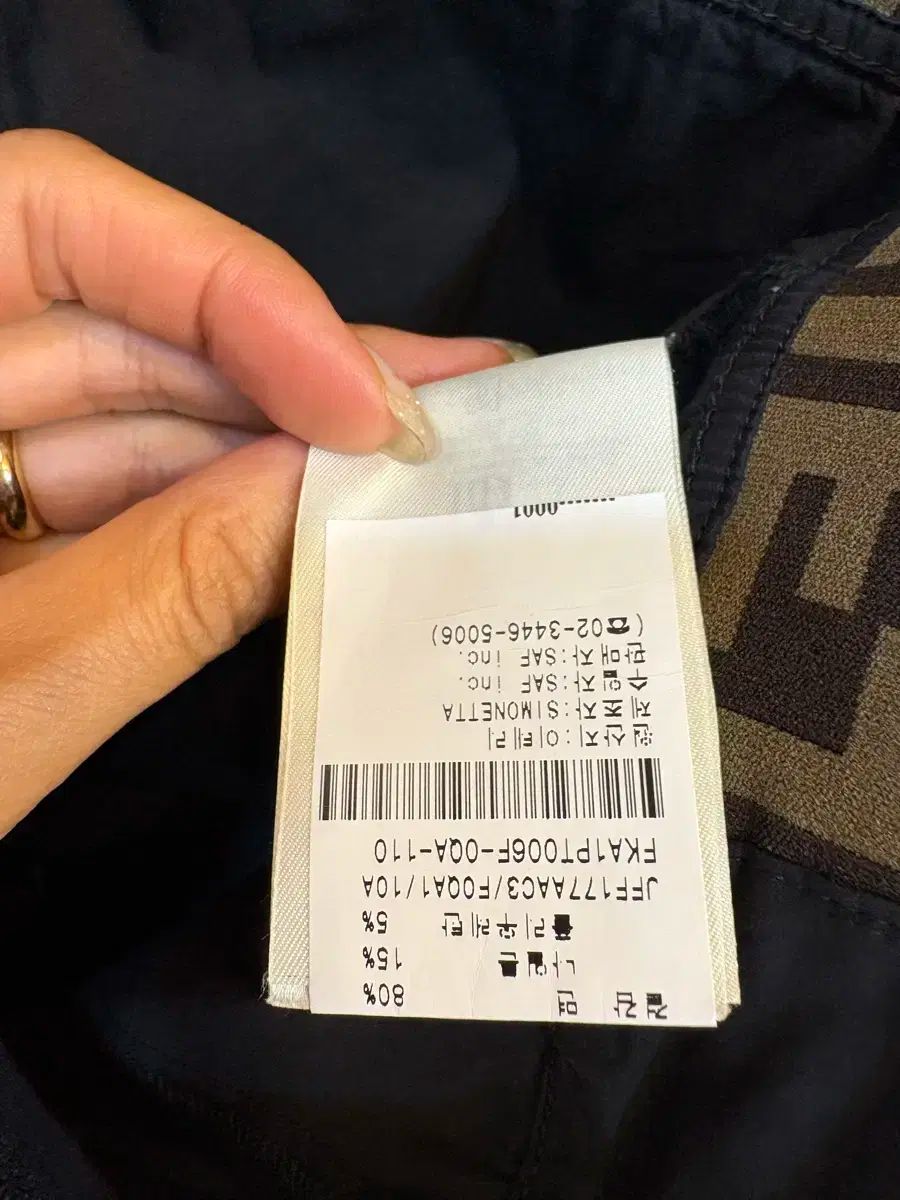 겉감 면 80%
나일론 15%
폴리우레탄 5%
JFF177AAC3/F0QA1/10A
FKA1PT006F-0QA-110
원산지:이태리
제조자:SIMONETTA
수입자:SAF inc.
판매자:SAF inc.
(☎02-3446-5006)